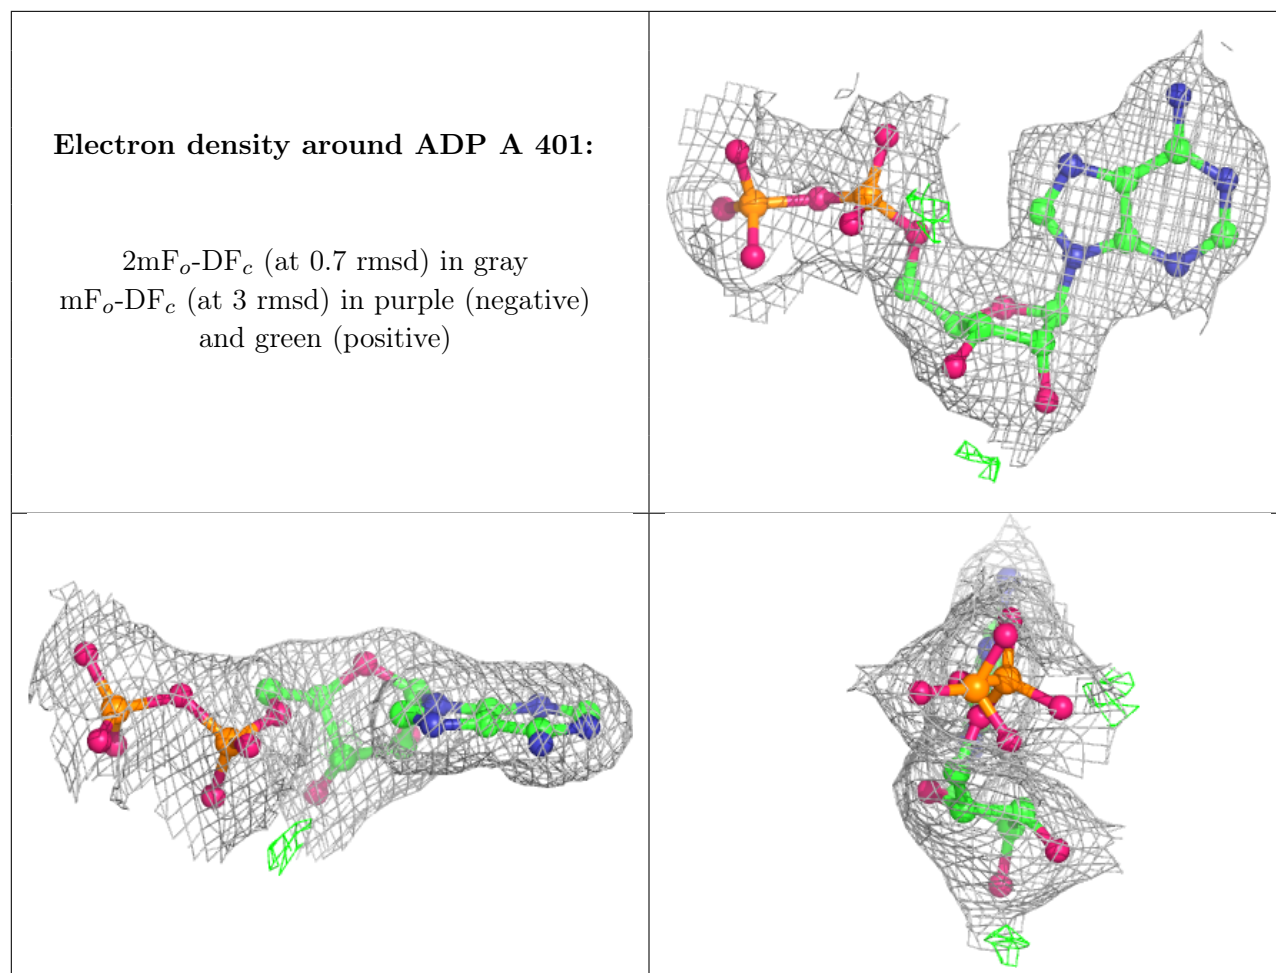 Electron density around ADP A 401:
2mFo-DFc (at 0.7 rmsd) in gray
mFo-DFc (at 3 rmsd) in purple (negative)
and green (positive)